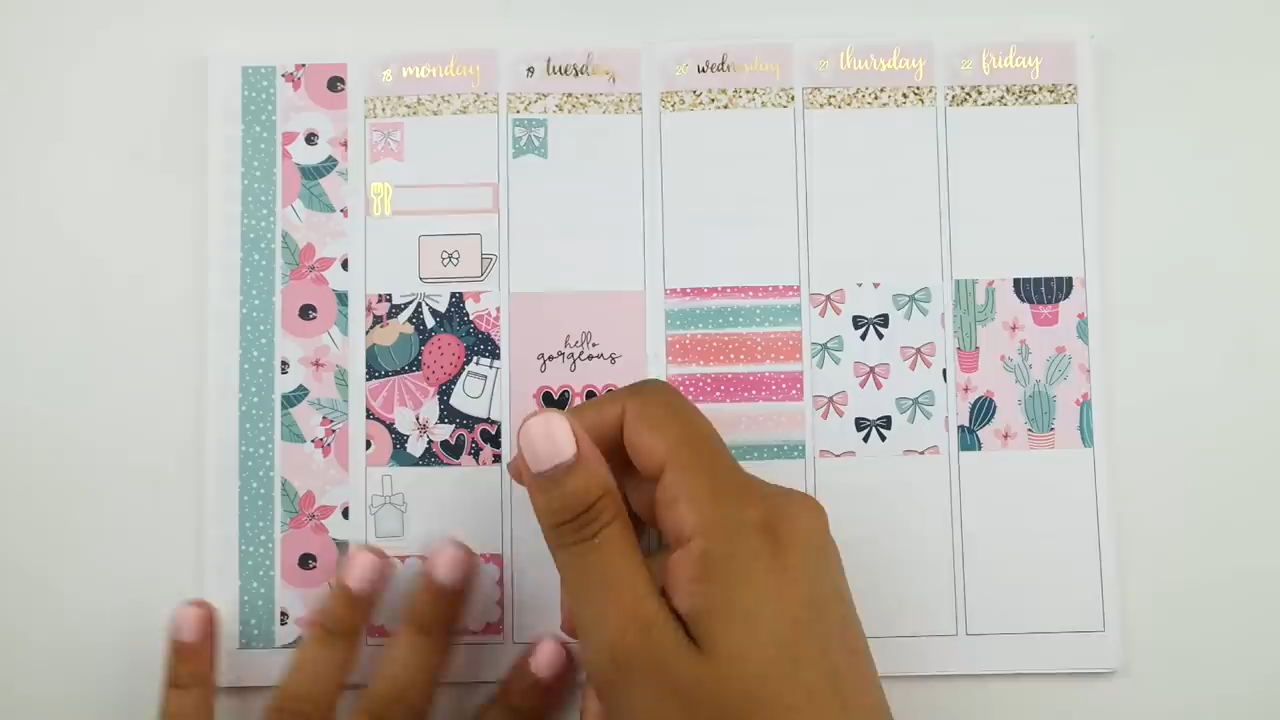 18 monday
19 tuesday
20 wednesday
21 thursday
22 friday
hello
gorgeous